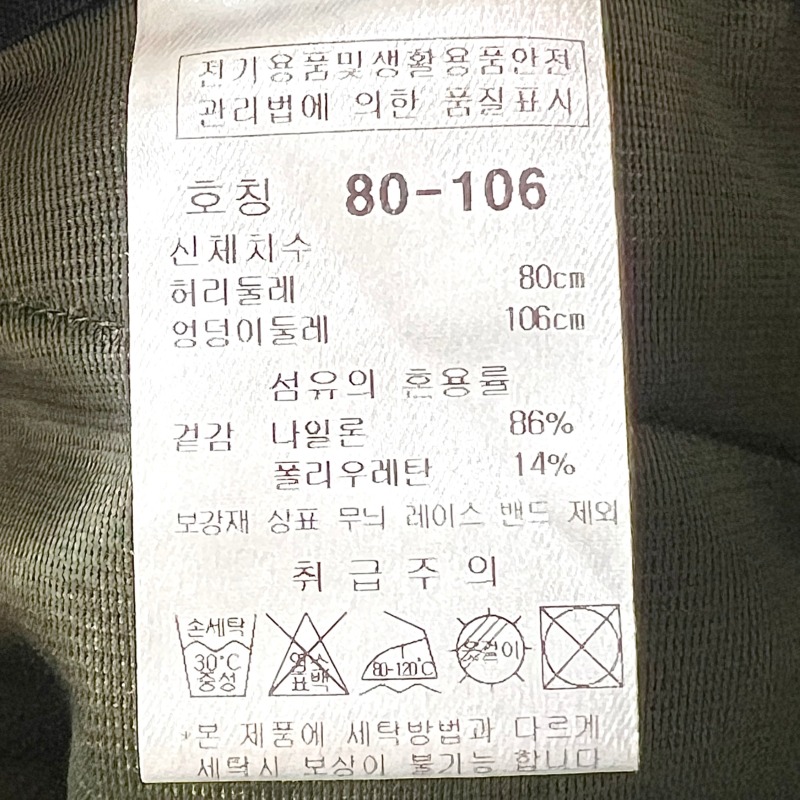 전기용품및생활용품안전
관리법에 의한 품질표시
호칭 80-106
신체치수
허리둘레 80cm
엉덩이둘레 106cm
섬유의 혼용률
겉감 나일론 86%
폴리우레탄 14%
보강재 상표 무늬 레이스 밴드 제외
취급주의
손세탁
30°C
중성
염소
표백
80-120°C
옷걸이
*본 제품에 세탁방법과 다르게
세탁시 보상이 불가능 합니다